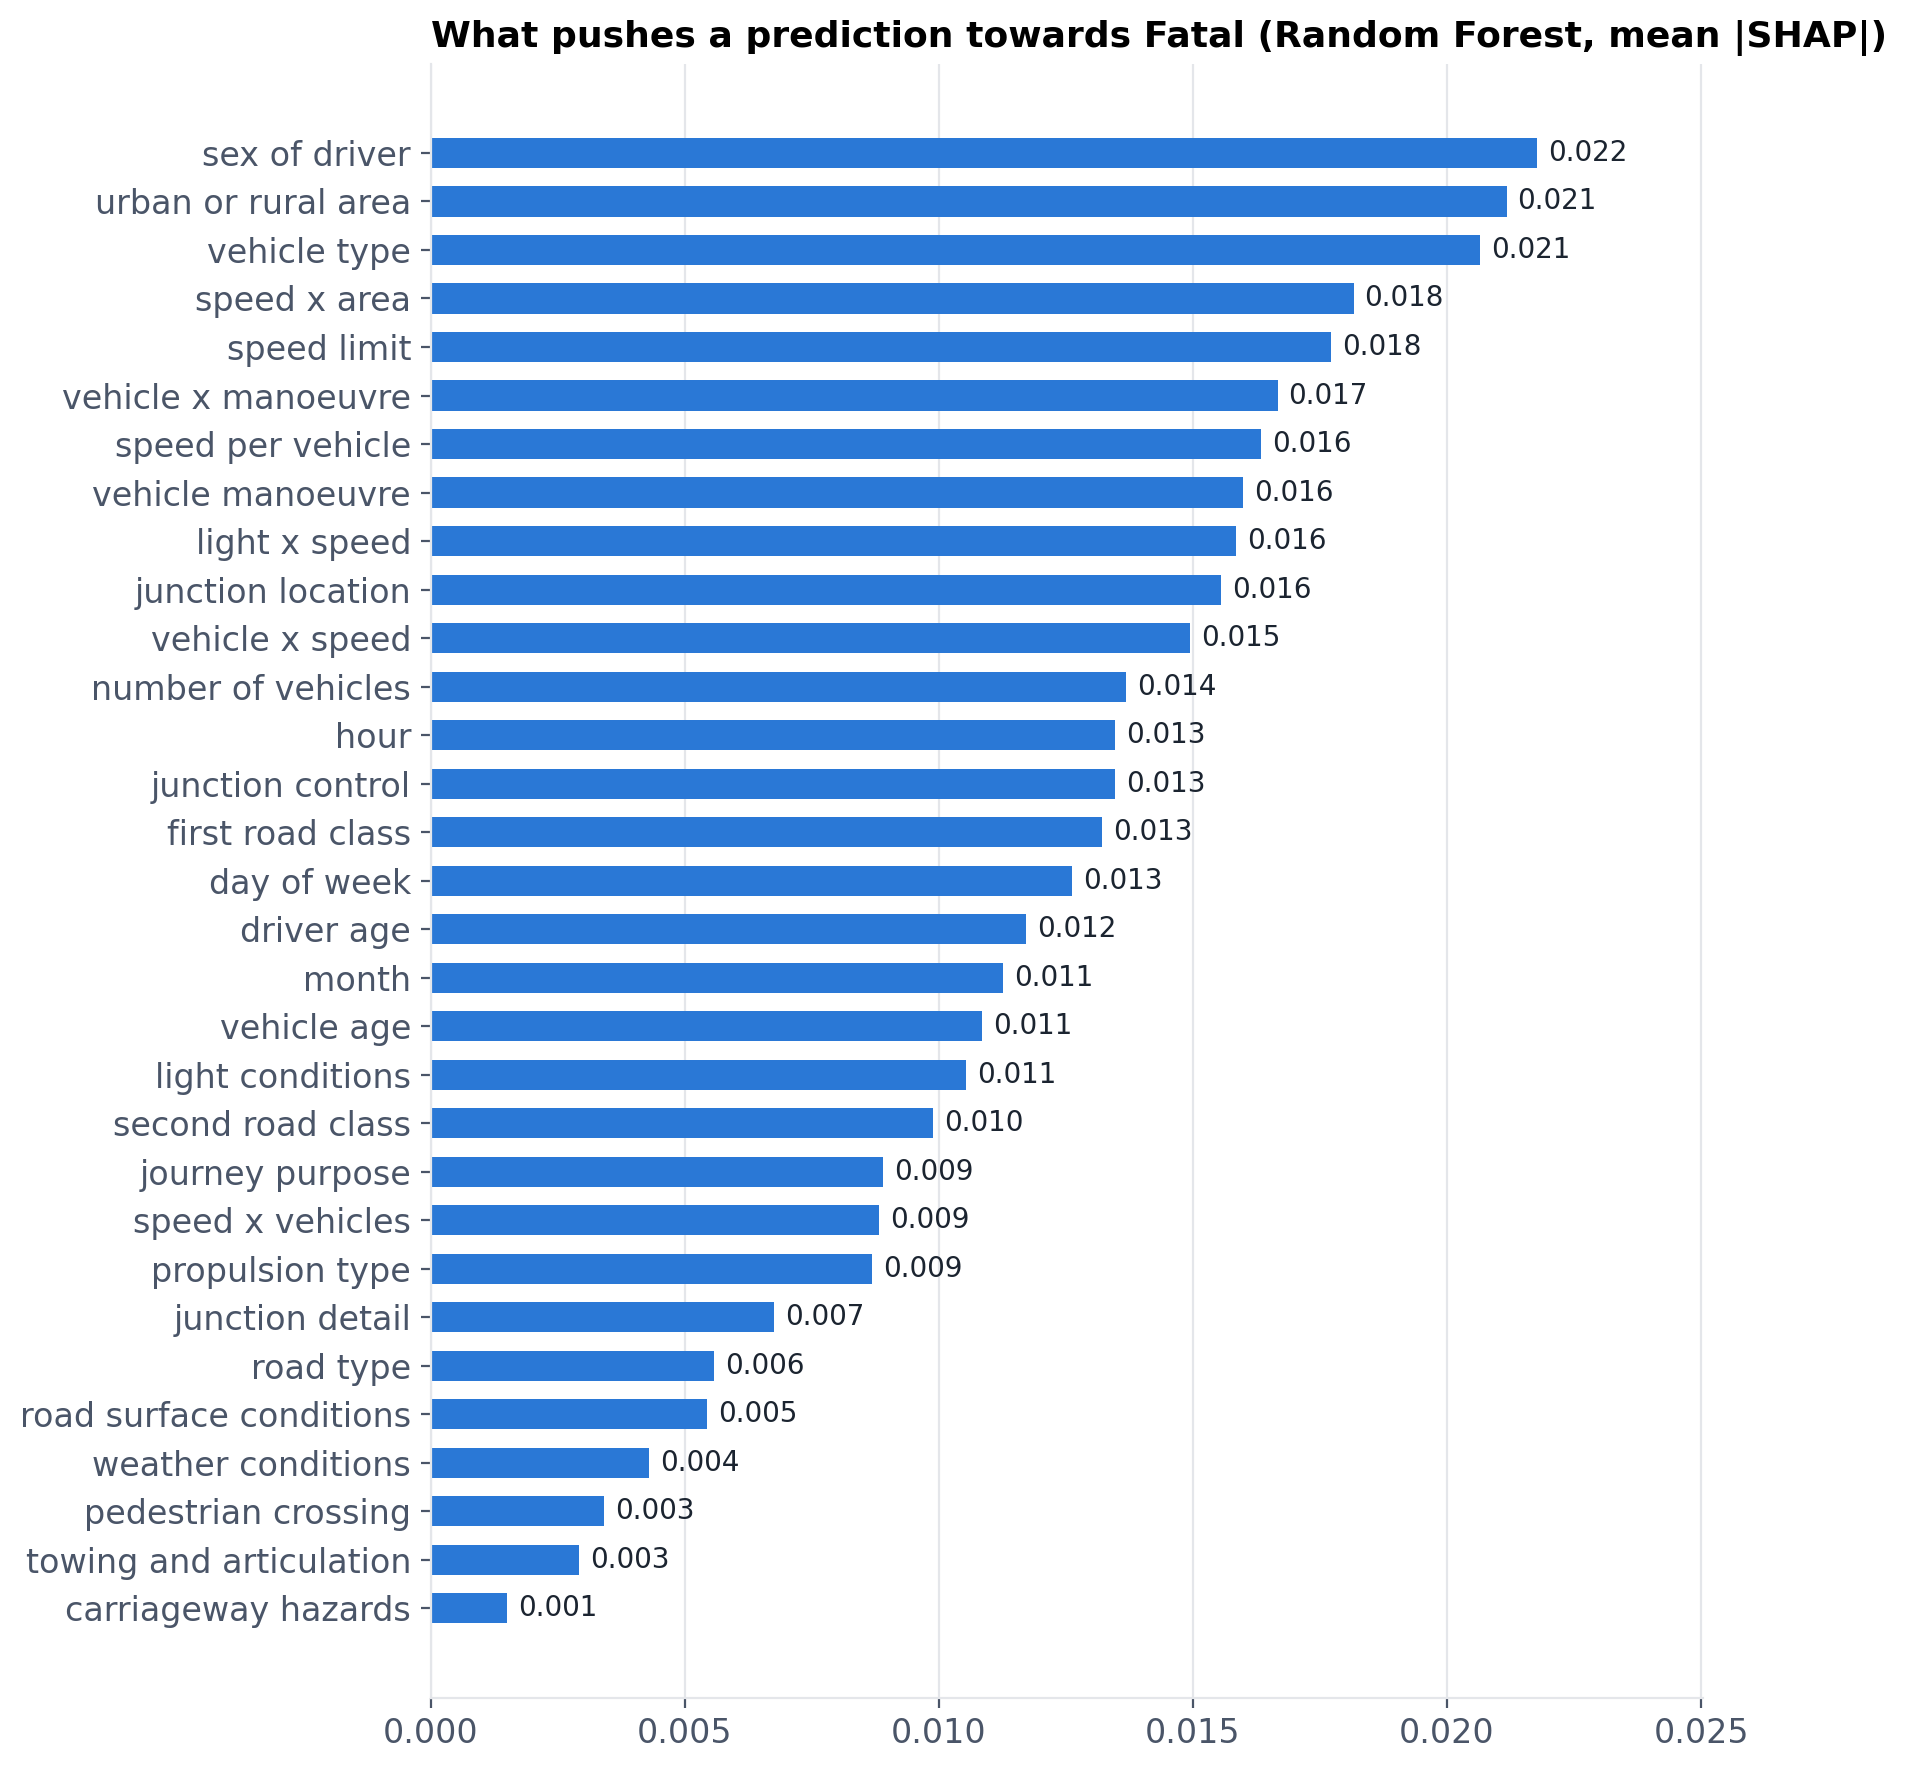 What pushes a prediction towards Fatal (Random Forest, mean |SHAP|)
sex of driver 0.022
urban or rural area 0.021
vehicle type 0.021
speed x area 0.018
speed limit 0.018
vehicle x manoeuvre 0.017
speed per vehicle 0.016
vehicle manoeuvre 0.016
light x speed 0.016
junction location 0.016
vehicle x speed 0.015
number of vehicles 0.014
hour 0.013
junction control 0.013
first road class 0.013
day of week 0.013
driver age 0.012
month 0.011
vehicle age 0.011
light conditions 0.011
second road class 0.010
journey purpose 0.009
speed x vehicles 0.009
propulsion type 0.009
junction detail 0.007
road type 0.006
road surface conditions 0.005
weather conditions 0.004
pedestrian crossing 0.003
towing and articulation 0.003
carriageway hazards 0.001
0.000 0.005 0.010 0.015 0.020 0.025